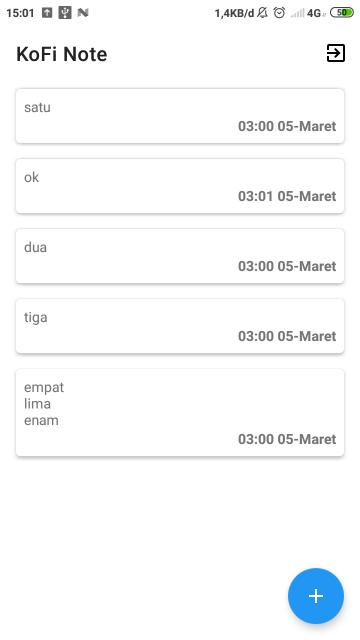 15:01 1,4KB/d 4G 50
KoFi Note
satu
03:00 05-Maret
ok
03:01 05-Maret
dua
03:00 05-Maret
tiga
03:00 05-Maret
empat
lima
enam
03:00 05-Maret